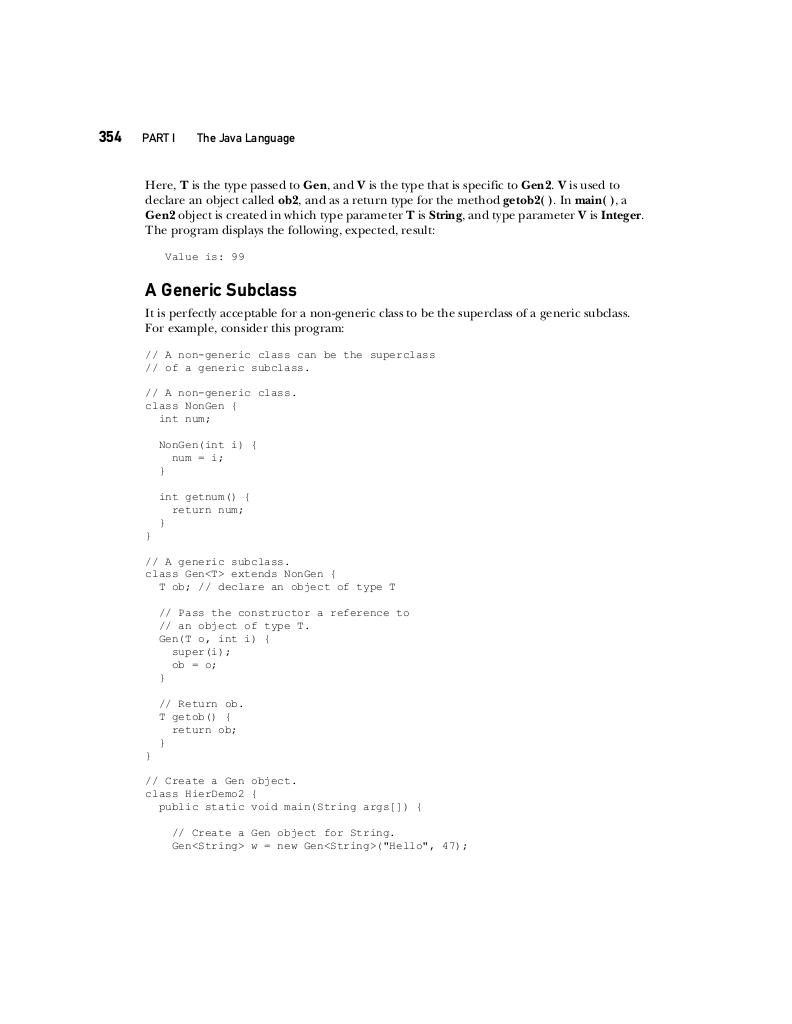 354 PART I The Java Language
Here, T is the type passed to Gen, and V is the type that is specific to Gen2. V is used to
declare an object called ob2, and as a return type for the method getob2( ). In main( ), a
Gen2 object is created in which type parameter T is String, and type parameter V is Integer.
The program displays the following, expected, result:
Value is: 99
A Generic Subclass
It is perfectly acceptable for a non-generic class to be the superclass of a generic subclass.
For example, consider this program:
// A non-generic class can be the superclass
// of a generic subclass.
// A non-generic class.
class NonGen {
  int num;
  NonGen(int i) {
    num = i;
  }
  int getnum() {
    return num;
  }
}
// A generic subclass.
class Gen<T> extends NonGen {
  T ob; // declare an object of type T
  // Pass the constructor a reference to
  // an object of type T.
  Gen(T o, int i) {
    super(i);
    ob = o;
  }
  // Return ob.
  T getob() {
    return ob;
  }
}
// Create a Gen object.
class HierDemo2 {
  public static void main(String args[]) {
    // Create a Gen object for String.
    Gen<String> w = new Gen<String>("Hello", 47);